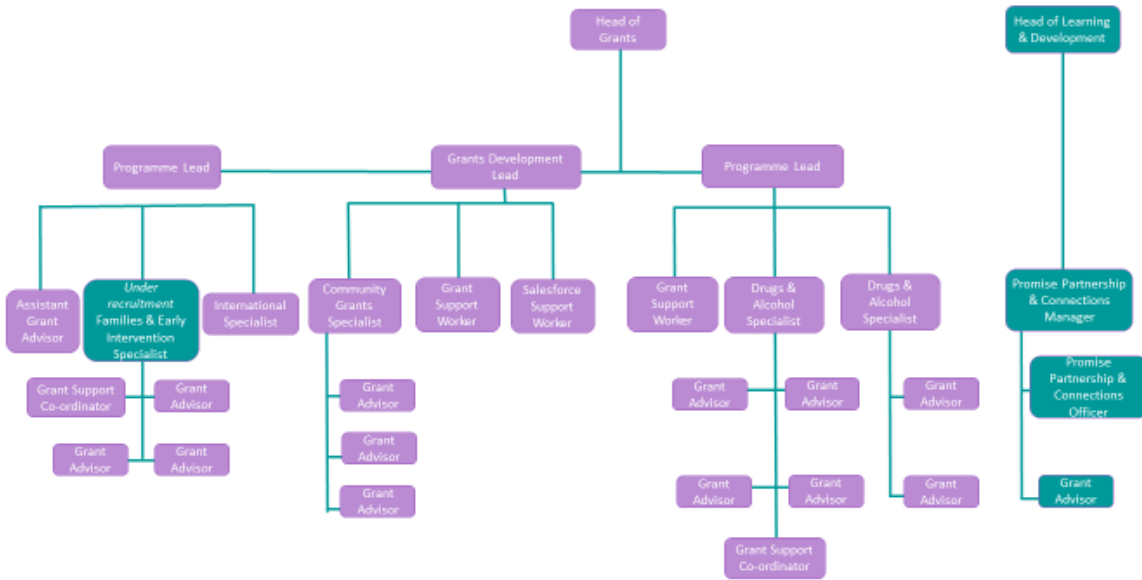 Head of
Grants
Head of Learning
& Development
Programme Lead
Grants Development
Lead
Programme Lead
Assistant
Grant
Advisor
Under
recruitment
Families & Early
Intervention
Specialist
International
Specialist
Community
Grants
Specialist
Grant
Support
Worker
Salesforce
Support
Worker
Grant
Support
Worker
Drugs &
Alcohol
Specialist
Drugs &
Alcohol
Specialist
Promise Partnership
& Connections
Manager
Grant Support
Co-ordinator
Grant
Advisor
Grant
Advisor
Grant
Advisor
Grant
Advisor
Grant
Advisor
Grant
Advisor
Grant
Advisor
Grant
Advisor
Grant
Advisor
Grant
Advisor
Grant Support
Co-ordinator
Grant
Advisor
Grant
Advisor
Promise
Partnership &
Connections
Officer
Grant
Advisor